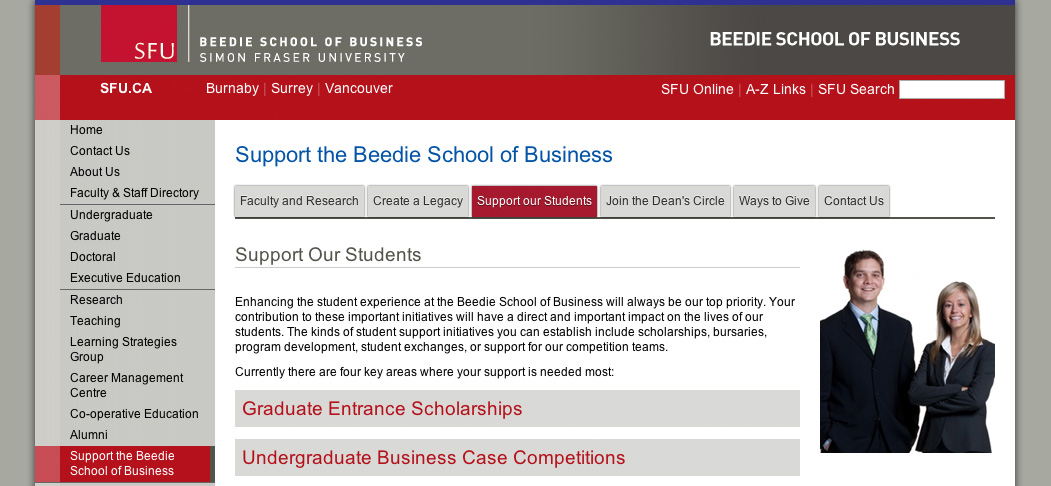 SFU
BEEDIE SCHOOL OF BUSINESS
SIMON FRASER UNIVERSITY
BEEDIE SCHOOL OF BUSINESS
SFU.CA
Burnaby | Surrey | Vancouver
SFU Online | A-Z Links | SFU Search
Home
Contact Us
About Us
Faculty & Staff Directory
Undergraduate
Graduate
Doctoral
Executive Education
Research
Teaching
Learning Strategies
Group
Career Management
Centre
Co-operative Education
Alumni
Support the Beedie
School of Business
Support the Beedie School of Business
Faculty and Research
Create a Legacy
Support our Students
Join the Dean's Circle
Ways to Give
Contact Us
Support Our Students
Enhancing the student experience at the Beedie School of Business will always be our top priority. Your
contribution to these important initiatives will have a direct and important impact on the lives of our
students. The kinds of student support initiatives you can establish include scholarships, bursaries,
program development, student exchanges, or support for our competition teams.
Currently there are four key areas where your support is needed most:
Graduate Entrance Scholarships
Undergraduate Business Case Competitions